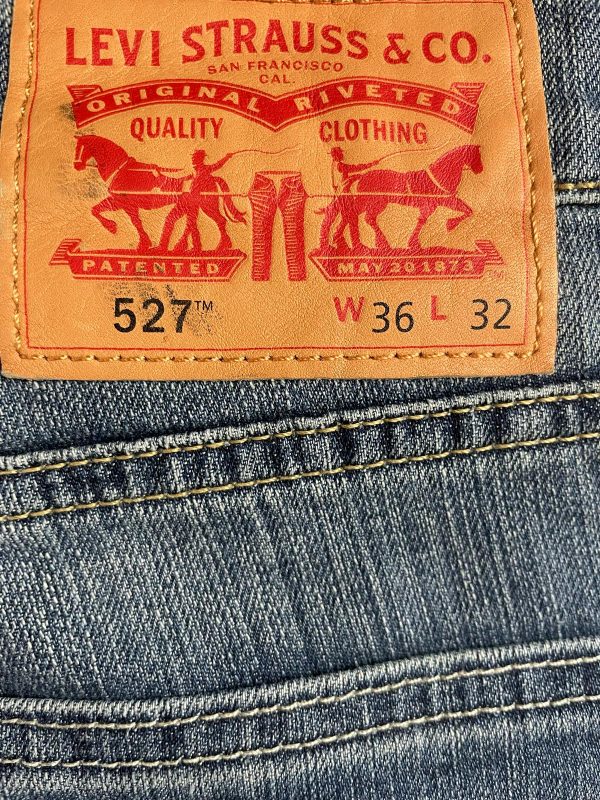 LEVI STRAUSS & CO.
SAN FRANCISCO
CAL.
ORIGINAL RIVETED
QUALITY CLOTHING
PATENTED MAY 20 1873
527™ W 36 L 32